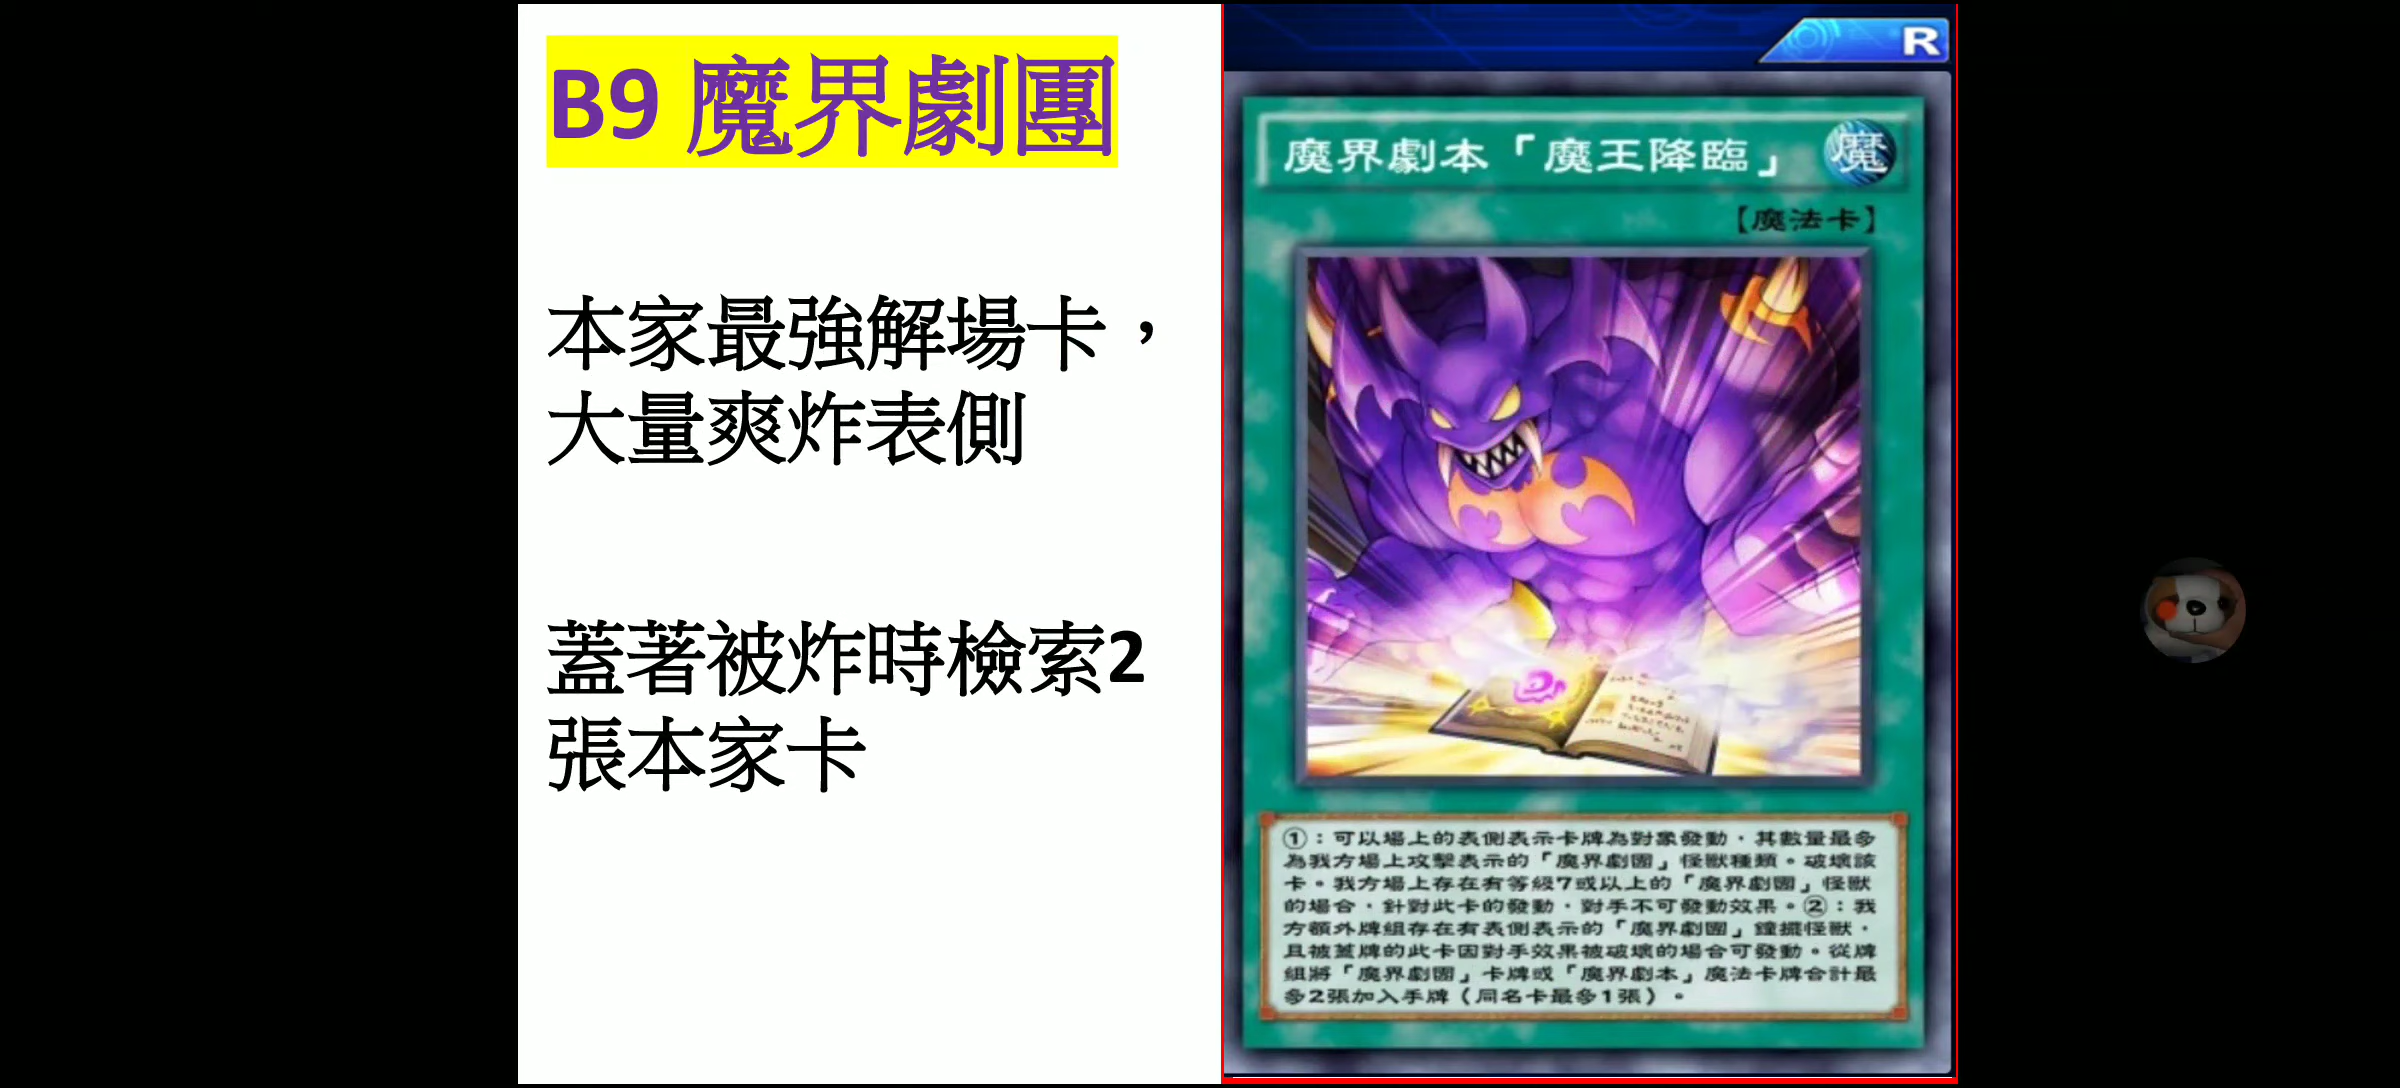 B9 魔界劇團
本家最強解場卡，
大量爽炸表側
蓋著被炸時檢索2
張本家卡
R
魔界劇本「魔王降臨」
魔
【魔法卡】
①：可以場上的表側表示卡牌為對象發動，其數量最多
為我方場上攻擊表示的「魔界劇團」怪獸種類。破壞該
卡。我方場上存在有等級7或以上的「魔界劇團」怪獸
的場合，針對此卡的發動，對手不可發動效果。②：我
方額外牌組存在有表側表示的「魔界劇團」鐘擺怪獸，
且被蓋牌的此卡因對手效果被破壞的場合可發動。從牌
組將「魔界劇團」卡牌或「魔界劇本」魔法卡牌合計最
多2張加入手牌（同名卡最多1張）。